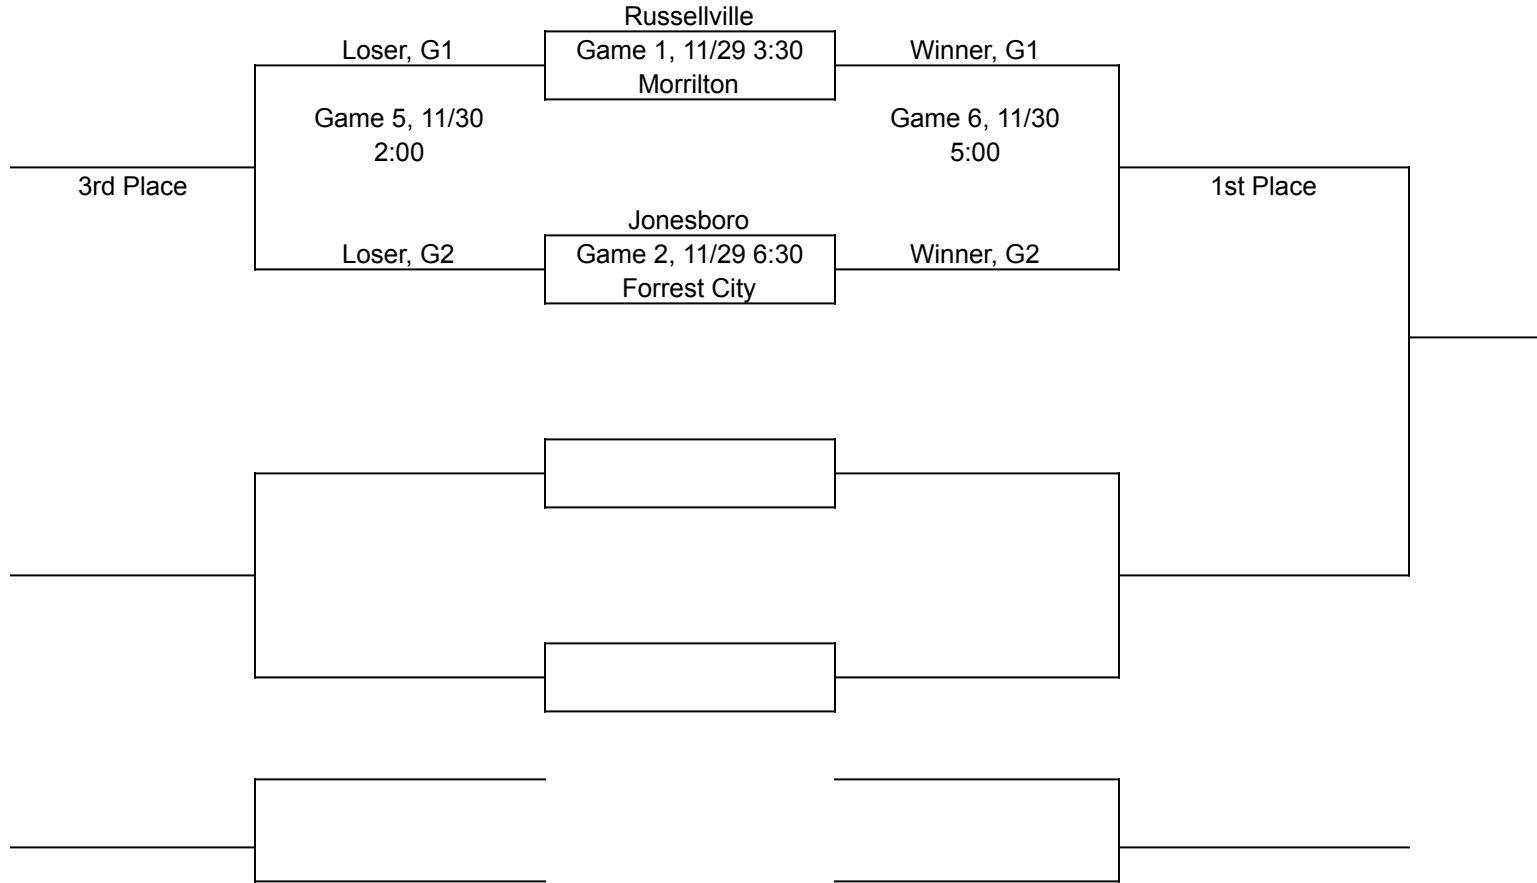 Russellville
Loser, G1
Game 1, 11/29 3:30
Winner, G1
Morrilton
Game 5, 11/30
2:00
Game 6, 11/30
5:00
3rd Place
1st Place
Jonesboro
Loser, G2
Game 2, 11/29 6:30
Winner, G2
Forrest City